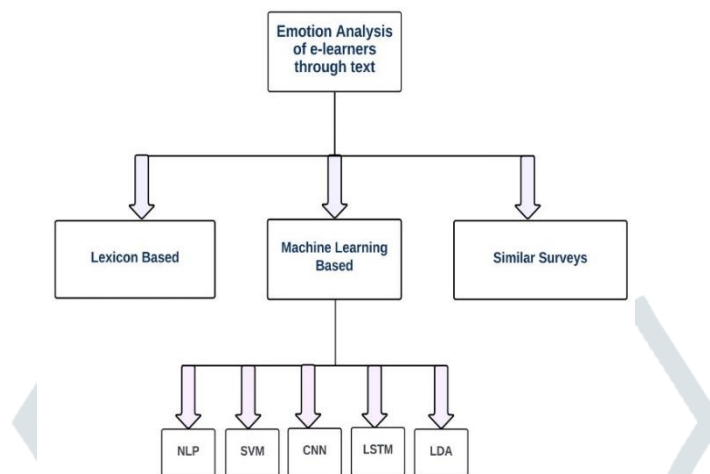 Emotion Analysis
of e-learners
through text
Lexicon Based
Machine Learning
Based
Similar Surveys
NLP
SVM
CNN
LSTM
LDA